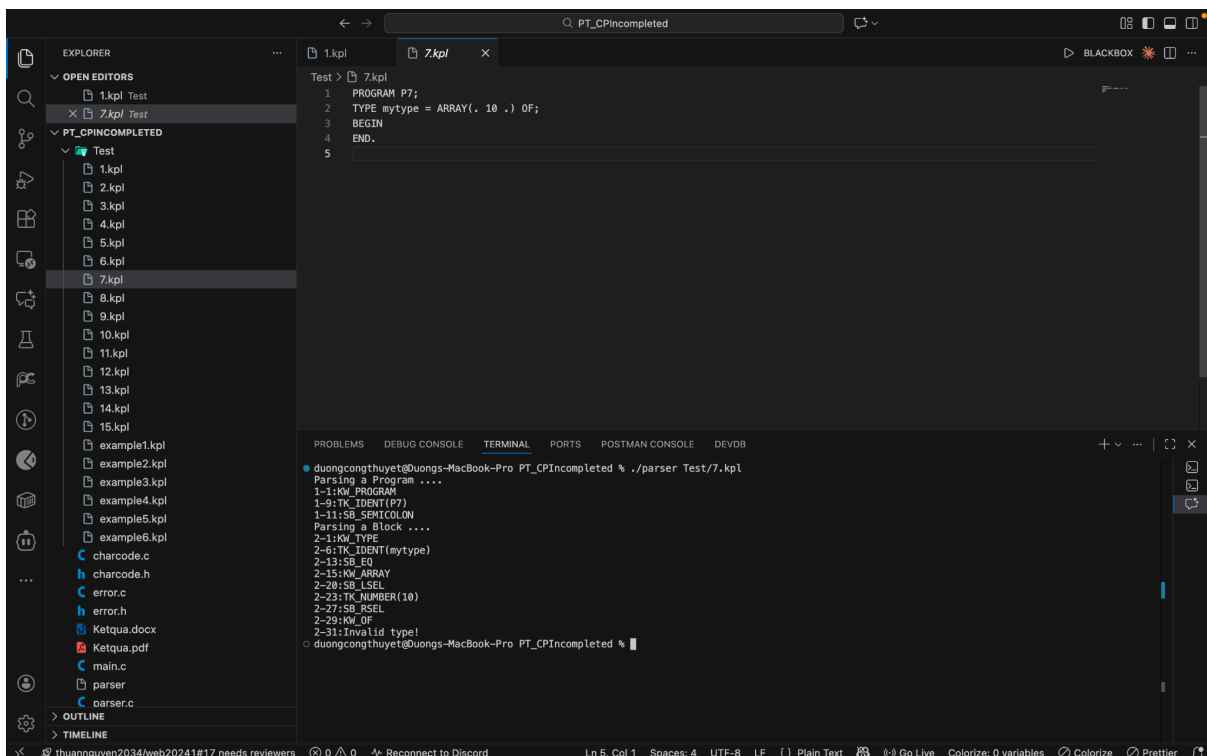 PT_CPIncompleted
EXPLORER
OPEN EDITORS
1.kpl Test
7.kpl Test
PT_CPINCOMPLETED
Test
1.kpl
2.kpl
3.kpl
4.kpl
5.kpl
6.kpl
7.kpl
8.kpl
9.kpl
10.kpl
11.kpl
12.kpl
13.kpl
14.kpl
15.kpl
example1.kpl
example2.kpl
example3.kpl
example4.kpl
example5.kpl
example6.kpl
C charcode.c
h charcode.h
C error.c
h error.h
Ketqua.docx
Ketqua.pdf
C main.c
parser
C parser.c
OUTLINE
TIMELINE
1.kpl 7.kpl BLACKBOX
Test > 7.kpl
1 PROGRAM P7;
2 TYPE mytype = ARRAY(. 10 .) OF;
3 BEGIN
4 END.
5
PROBLEMS DEBUG CONSOLE TERMINAL PORTS POSTMAN CONSOLE DEVDB
duongcongthuyet@Duongs-MacBook-Pro PT_CPIncompleted % ./parser Test/7.kpl
Parsing a Program ....
1-1:KW_PROGRAM
1-9:TK_IDENT(P7)
1-11:SB_SEMICOLON
Parsing a Block ....
2-1:KW_TYPE
2-6:TK_IDENT(mytype)
2-13:SB_EQ
2-15:KW_ARRAY
2-20:SB_LSEL
2-23:TK_NUMBER(10)
2-27:SB_RSEL
2-29:KW_OF
2-31:Invalid type!
duongcongthuyet@Duongs-MacBook-Pro PT_CPIncompleted %
thuannguyen2034/web20241#17 needs reviewers 0 0 Reconnect to Discord Ln 5, Col 1 Spaces: 4 UTF-8 LF {} Plain Text Go Live Colorize: 0 variables Colorize Prettier